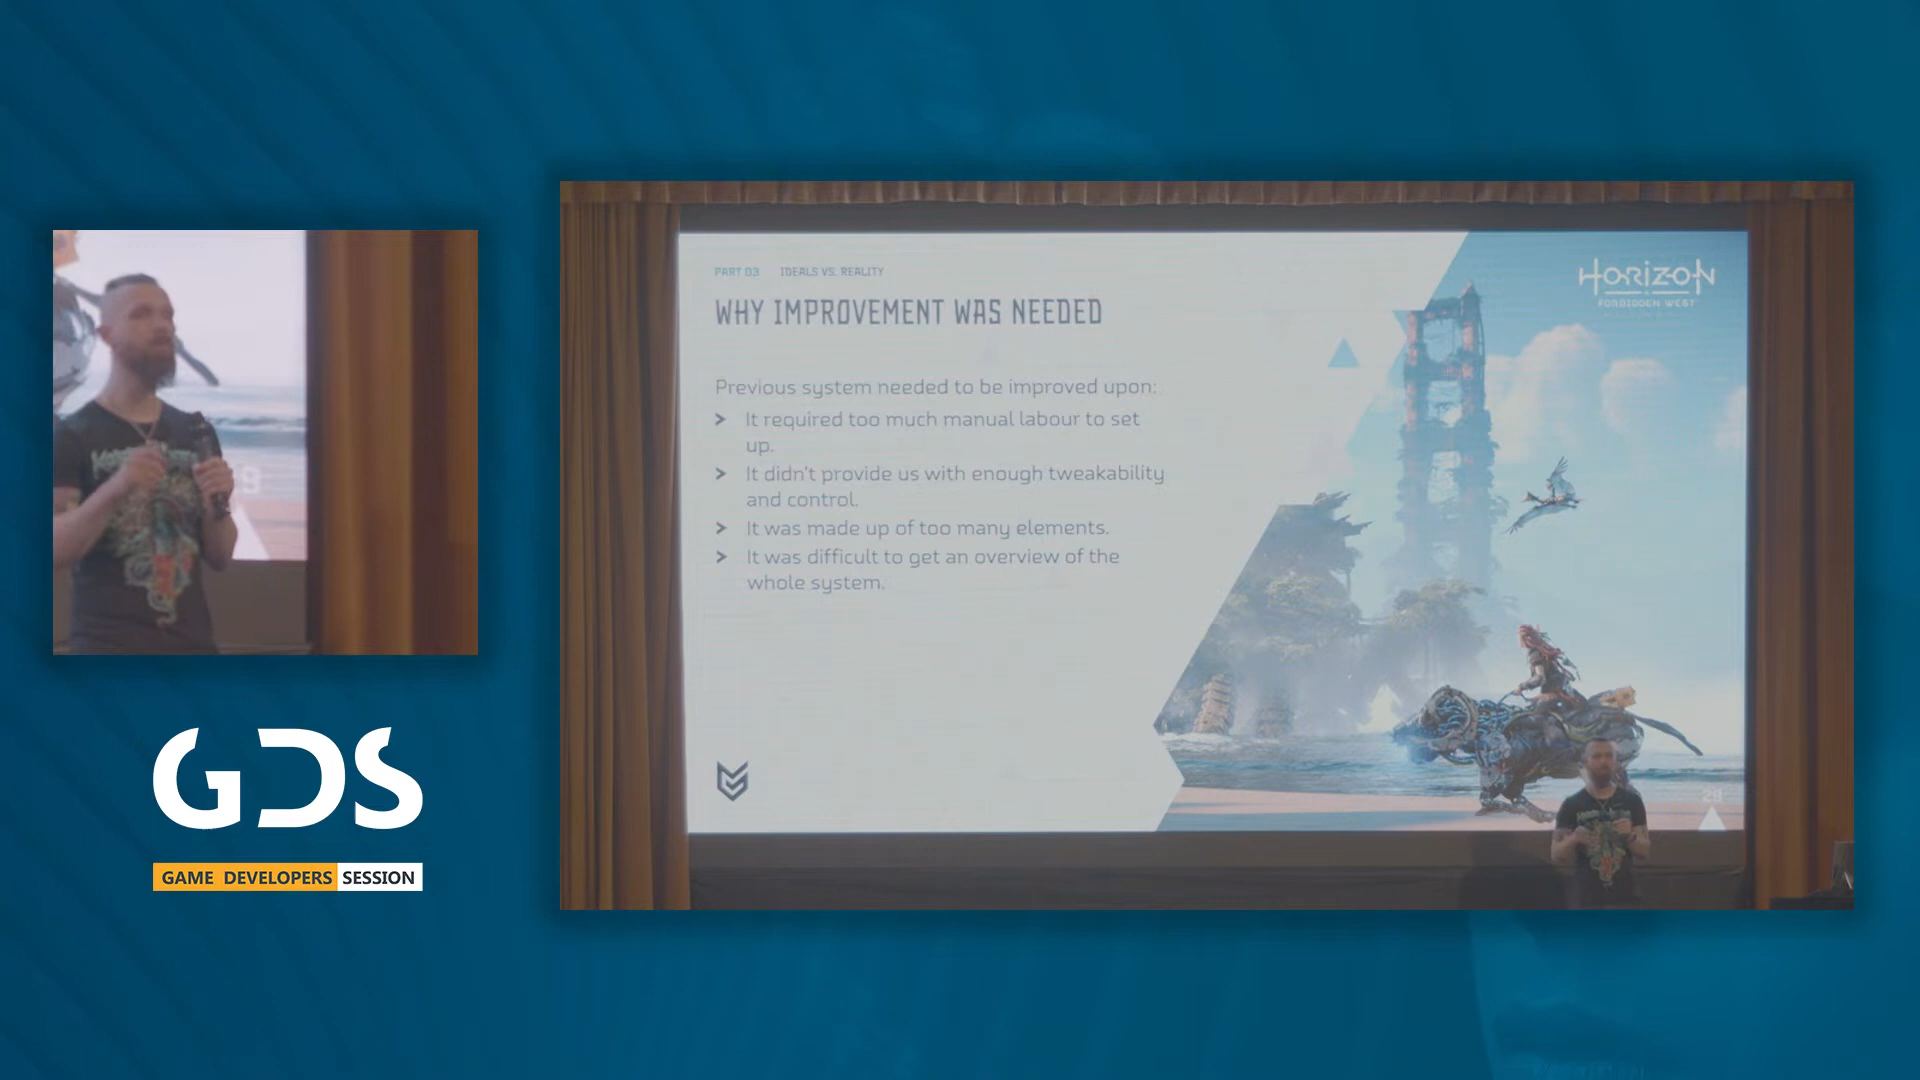 PART 03 IDEALS VS. REALITY
WHY IMPROVEMENT WAS NEEDED
Previous system needed to be improved upon:
> It required too much manual labour to set
up.
> It didn't provide us with enough tweakability
and control.
> It was made up of too many elements.
> It was difficult to get an overview of the
whole system.
HORIZON
FORBIDDEN WEST
29
9
GDS
GAME DEVELOPERS SESSION